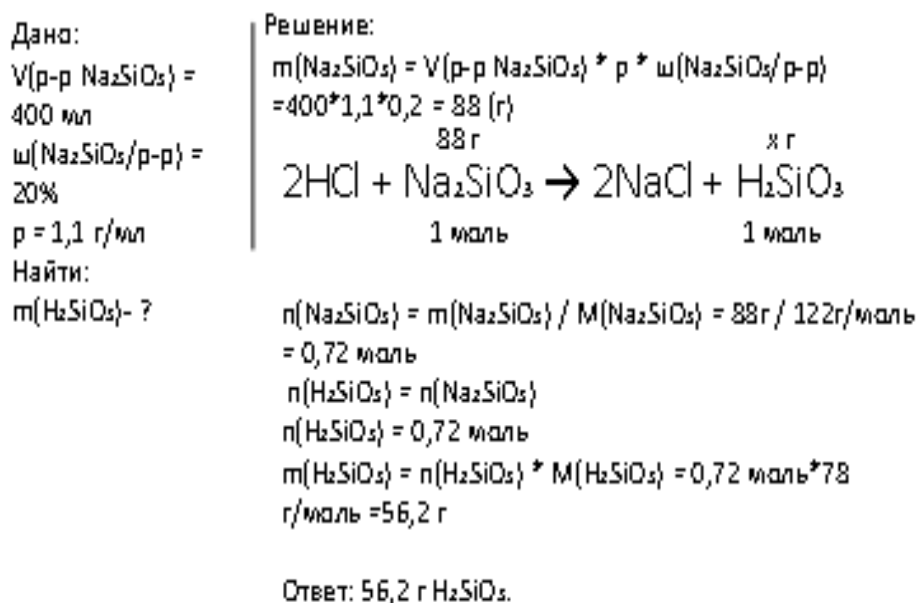 Дано:
V(р-р Na₂SiO₃) =
400 мл
ω(Na₂SiO₃/р-р) =
20%
p = 1,1 г/мл
Найти:
m(H₂SiO₃)- ?
Решение:
m(Na₂SiO₃) = V(р-р Na₂SiO₃) * p * ω(Na₂SiO₃/р-р)
=400*1,1*0,2 = 88 (г)
88 г x г
2HCl + Na₂SiO₃ → 2NaCl + H₂SiO₃
1 моль 1 моль
n(Na₂SiO₃) = m(Na₂SiO₃) / M(Na₂SiO₃) = 88г / 122г/моль
= 0,72 моль
n(H₂SiO₃) = n(Na₂SiO₃)
n(H₂SiO₃) = 0,72 моль
m(H₂SiO₃) = n(H₂SiO₃) * M(H₂SiO₃) = 0,72 моль*78
г/моль =56,2 г
Ответ: 56,2 г H₂SiO₃.